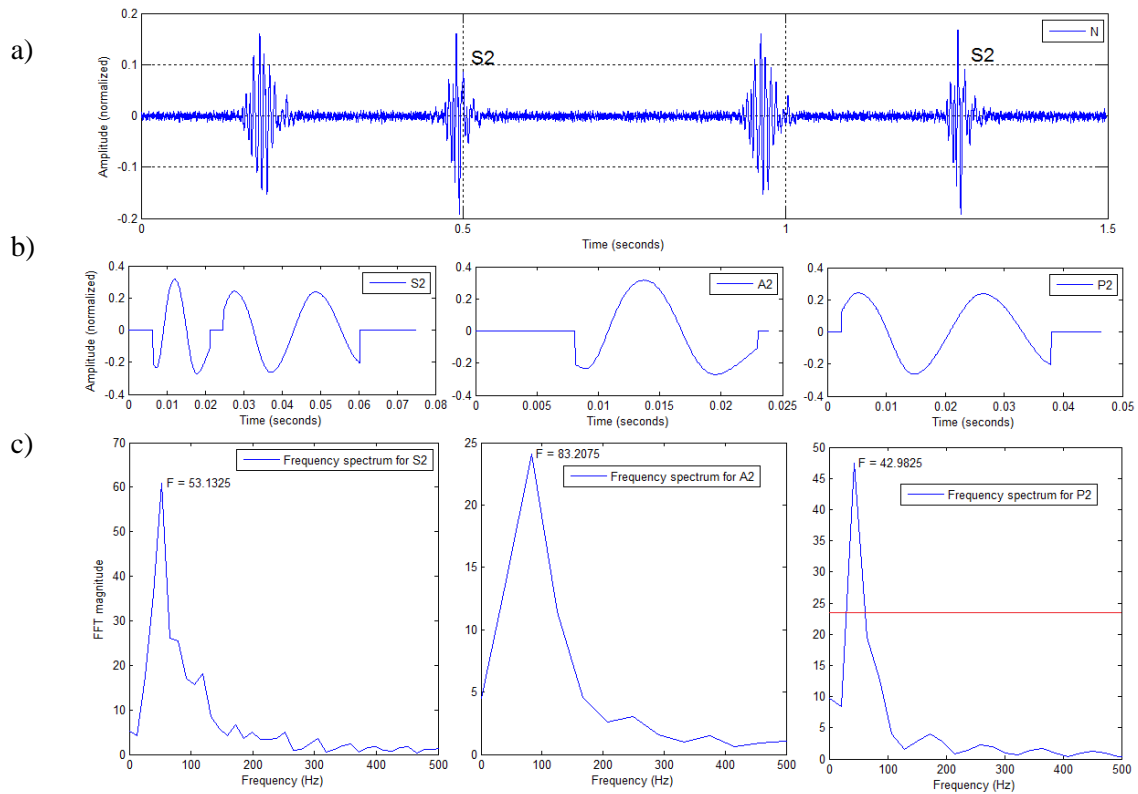 a)
0.2
0.1
0
-0.1
-0.2
Amplitude (normalized)
S2
S2
N
0
0.5
1
1.5
Time (seconds)
b)
0.4
0.2
0
-0.2
-0.4
Amplitude (normalized)
S2
0 0.01 0.02 0.03 0.04 0.05 0.06 0.07 0.08
Time (seconds)
0.4
0.2
0
-0.2
-0.4
A2
0 0.005 0.01 0.015 0.02 0.025
Time (seconds)
0.4
0.2
0
-0.2
-0.4
P2
0 0.01 0.02 0.03 0.04 0.05
Time (seconds)
c)
70
60
50
40
30
20
10
0
FFT magnitude
F = 53.1325
Frequency spectrum for S2
0 100 200 300 400 500
Frequency (Hz)
25
20
15
10
5
0
F = 83.2075
Frequency spectrum for A2
0 100 200 300 400 500
Frequency (Hz)
50
45
40
35
30
25
20
15
10
5
0
F = 42.9825
Frequency spectrum for P2
0 100 200 300 400 500
Frequency (Hz)